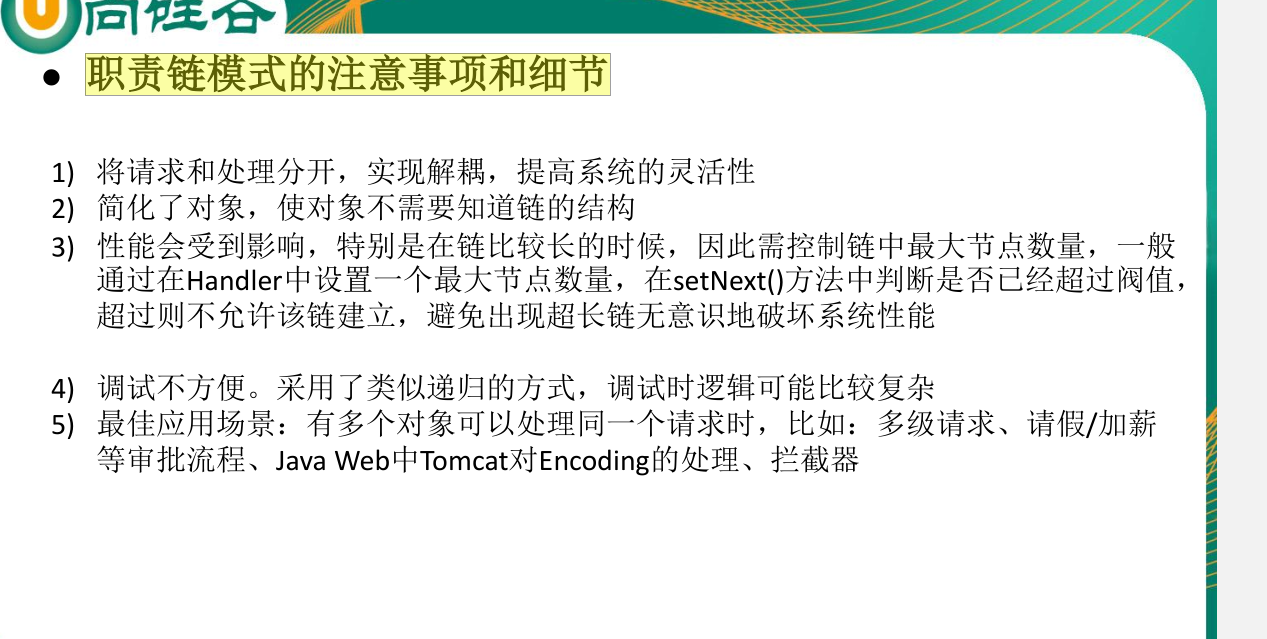 尚硅谷
● 职责链模式的注意事项和细节
1) 将请求和处理分开，实现解耦，提高系统的灵活性
2) 简化了对象，使对象不需要知道链的结构
3) 性能会受到影响，特别是在链比较长的时候，因此需控制链中最大节点数量，一般
通过在Handler中设置一个最大节点数量，在setNext()方法中判断是否已经超过阀值，
超过则不允许该链建立，避免出现超长链无意识地破坏系统性能
4) 调试不方便。采用了类似递归的方式，调试时逻辑可能比较复杂
5) 最佳应用场景：有多个对象可以处理同一个请求时，比如：多级请求、请假/加薪
等审批流程、Java Web中Tomcat对Encoding的处理、拦截器